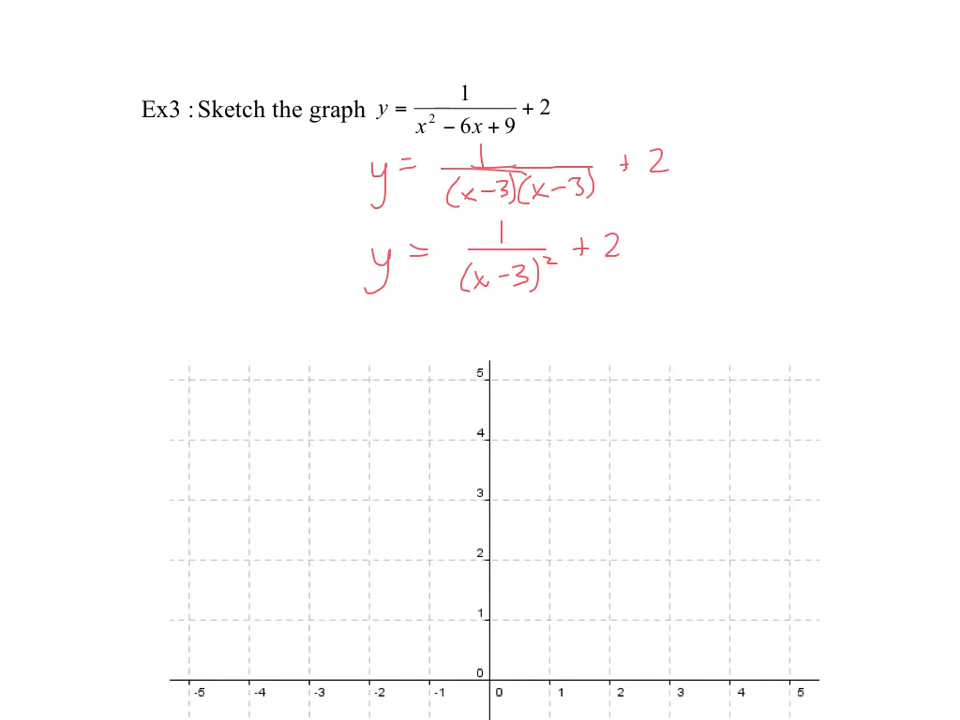 Ex3 : Sketch the graph y = 1/(x² − 6x + 9) + 2
y = 1/((x−3)(x−3)) + 2
y = 1/(x−3)² + 2
5
4
3
2
1
0
-5 -4 -3 -2 -1 0 1 2 3 4 5